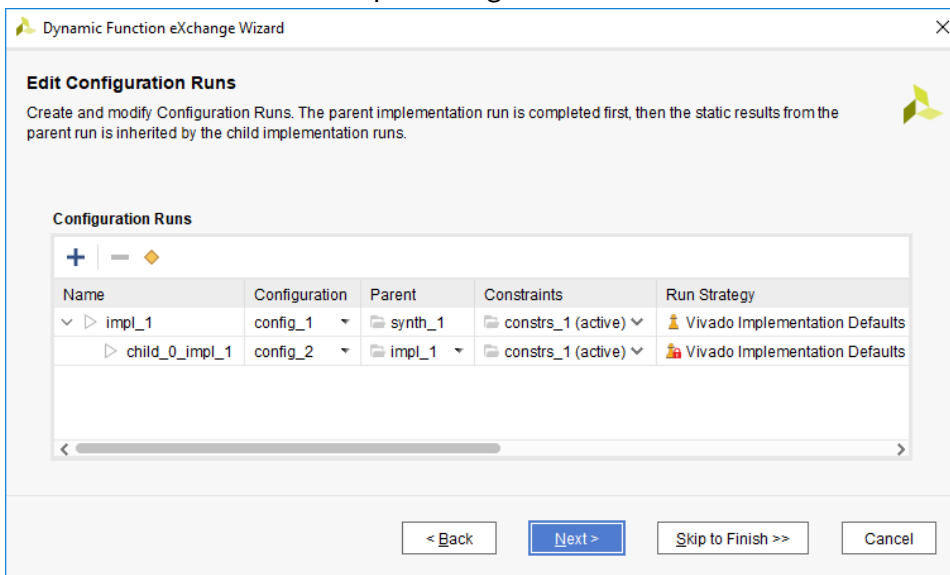 Dynamic Function eXchange Wizard
Edit Configuration Runs
Create and modify Configuration Runs. The parent implementation run is completed first, then the static results from the
parent run is inherited by the child implementation runs.
Configuration Runs
Name Configuration Parent Constraints Run Strategy
impl_1 config_1 synth_1 constrs_1 (active) Vivado Implementation Defaults
child_0_impl_1 config_2 impl_1 constrs_1 (active) Vivado Implementation Defaults
< Back Next > Skip to Finish >> Cancel